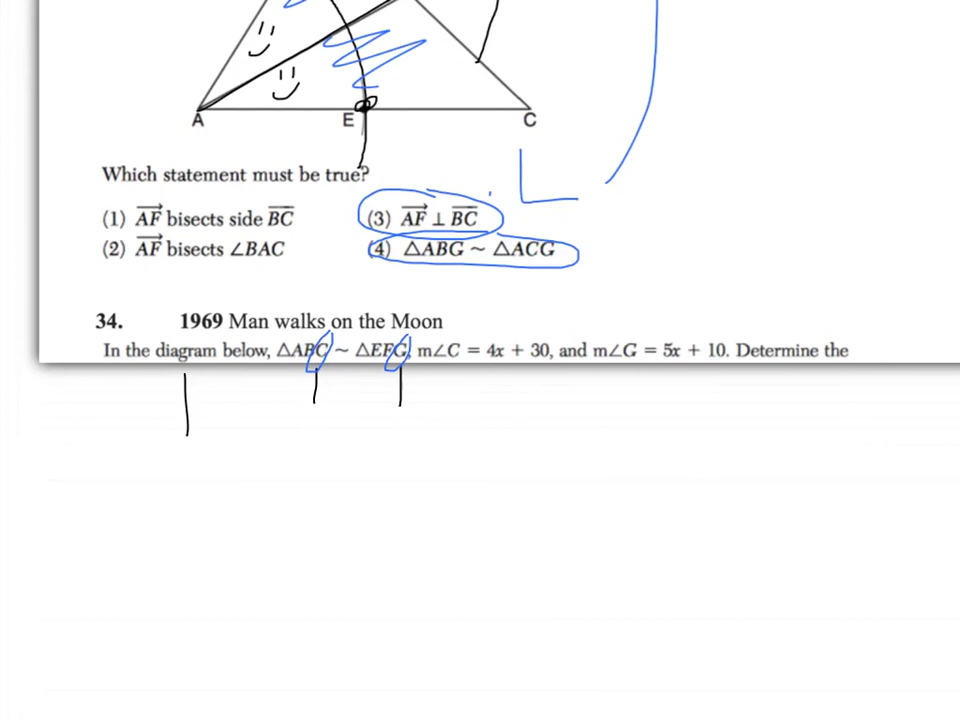 A E C
Which statement must be true?
(1) AF bisects side BC (3) AF ⊥ BC
(2) AF bisects ∠BAC (4) △ABG ~ △ACG
34. 1969 Man walks on the Moon
In the diagram below, △ABC ~ △EFG, m∠C = 4x + 30, and m∠G = 5x + 10. Determine the